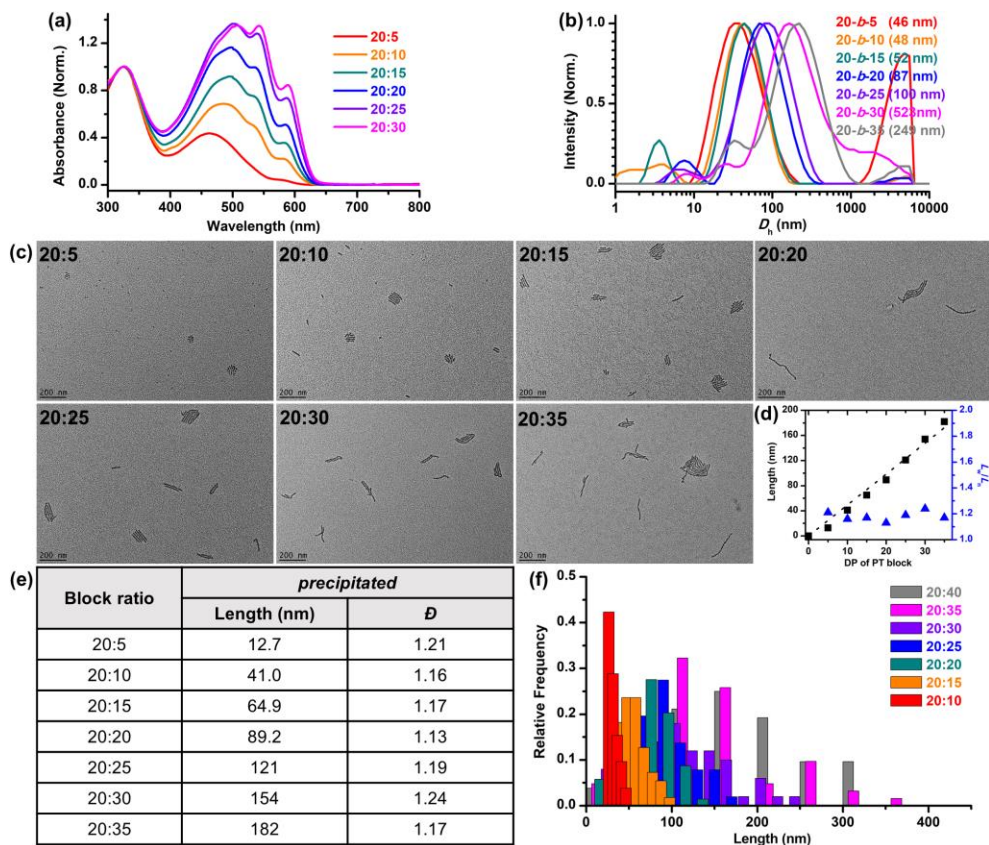 (a)
20:5
20:10
20:15
20:20
20:25
20:30
Absorbance (Norm.)
1.2
0.8
0.4
0.0
300 400 500 600 700 800
Wavelength (nm)
(b)
20-b-5 (46 nm)
20-b-10 (48 nm)
20-b-15 (52 nm)
20-b-20 (87 nm)
20-b-25 (100 nm)
20-b-30 (523 nm)
20-b-35 (249 nm)
Intensity (Norm.)
1.0
0.5
0.0
1 10 100 1000 10000
Dh (nm)
(c)
20:5
200 nm
20:10
200 nm
20:15
200 nm
20:20
200 nm
20:25
200 nm
20:30
200 nm
20:35
200 nm
(d)
Length (nm)
200
160
120
80
40
0
2.0
1.8
1.6
1.4
1.2
1.0
Lw/Ln
0 10 20 30
DP of PT block
(e)
Block ratio precipitated
Length (nm) Đ
20:5 12.7 1.21
20:10 41.0 1.16
20:15 64.9 1.17
20:20 89.2 1.13
20:25 121 1.19
20:30 154 1.24
20:35 182 1.17
(f)
20:40
20:35
20:30
20:25
20:20
20:15
20:10
Relative Frequency
0.5
0.4
0.3
0.2
0.1
0.0
0 100 200 300 400
Length (nm)